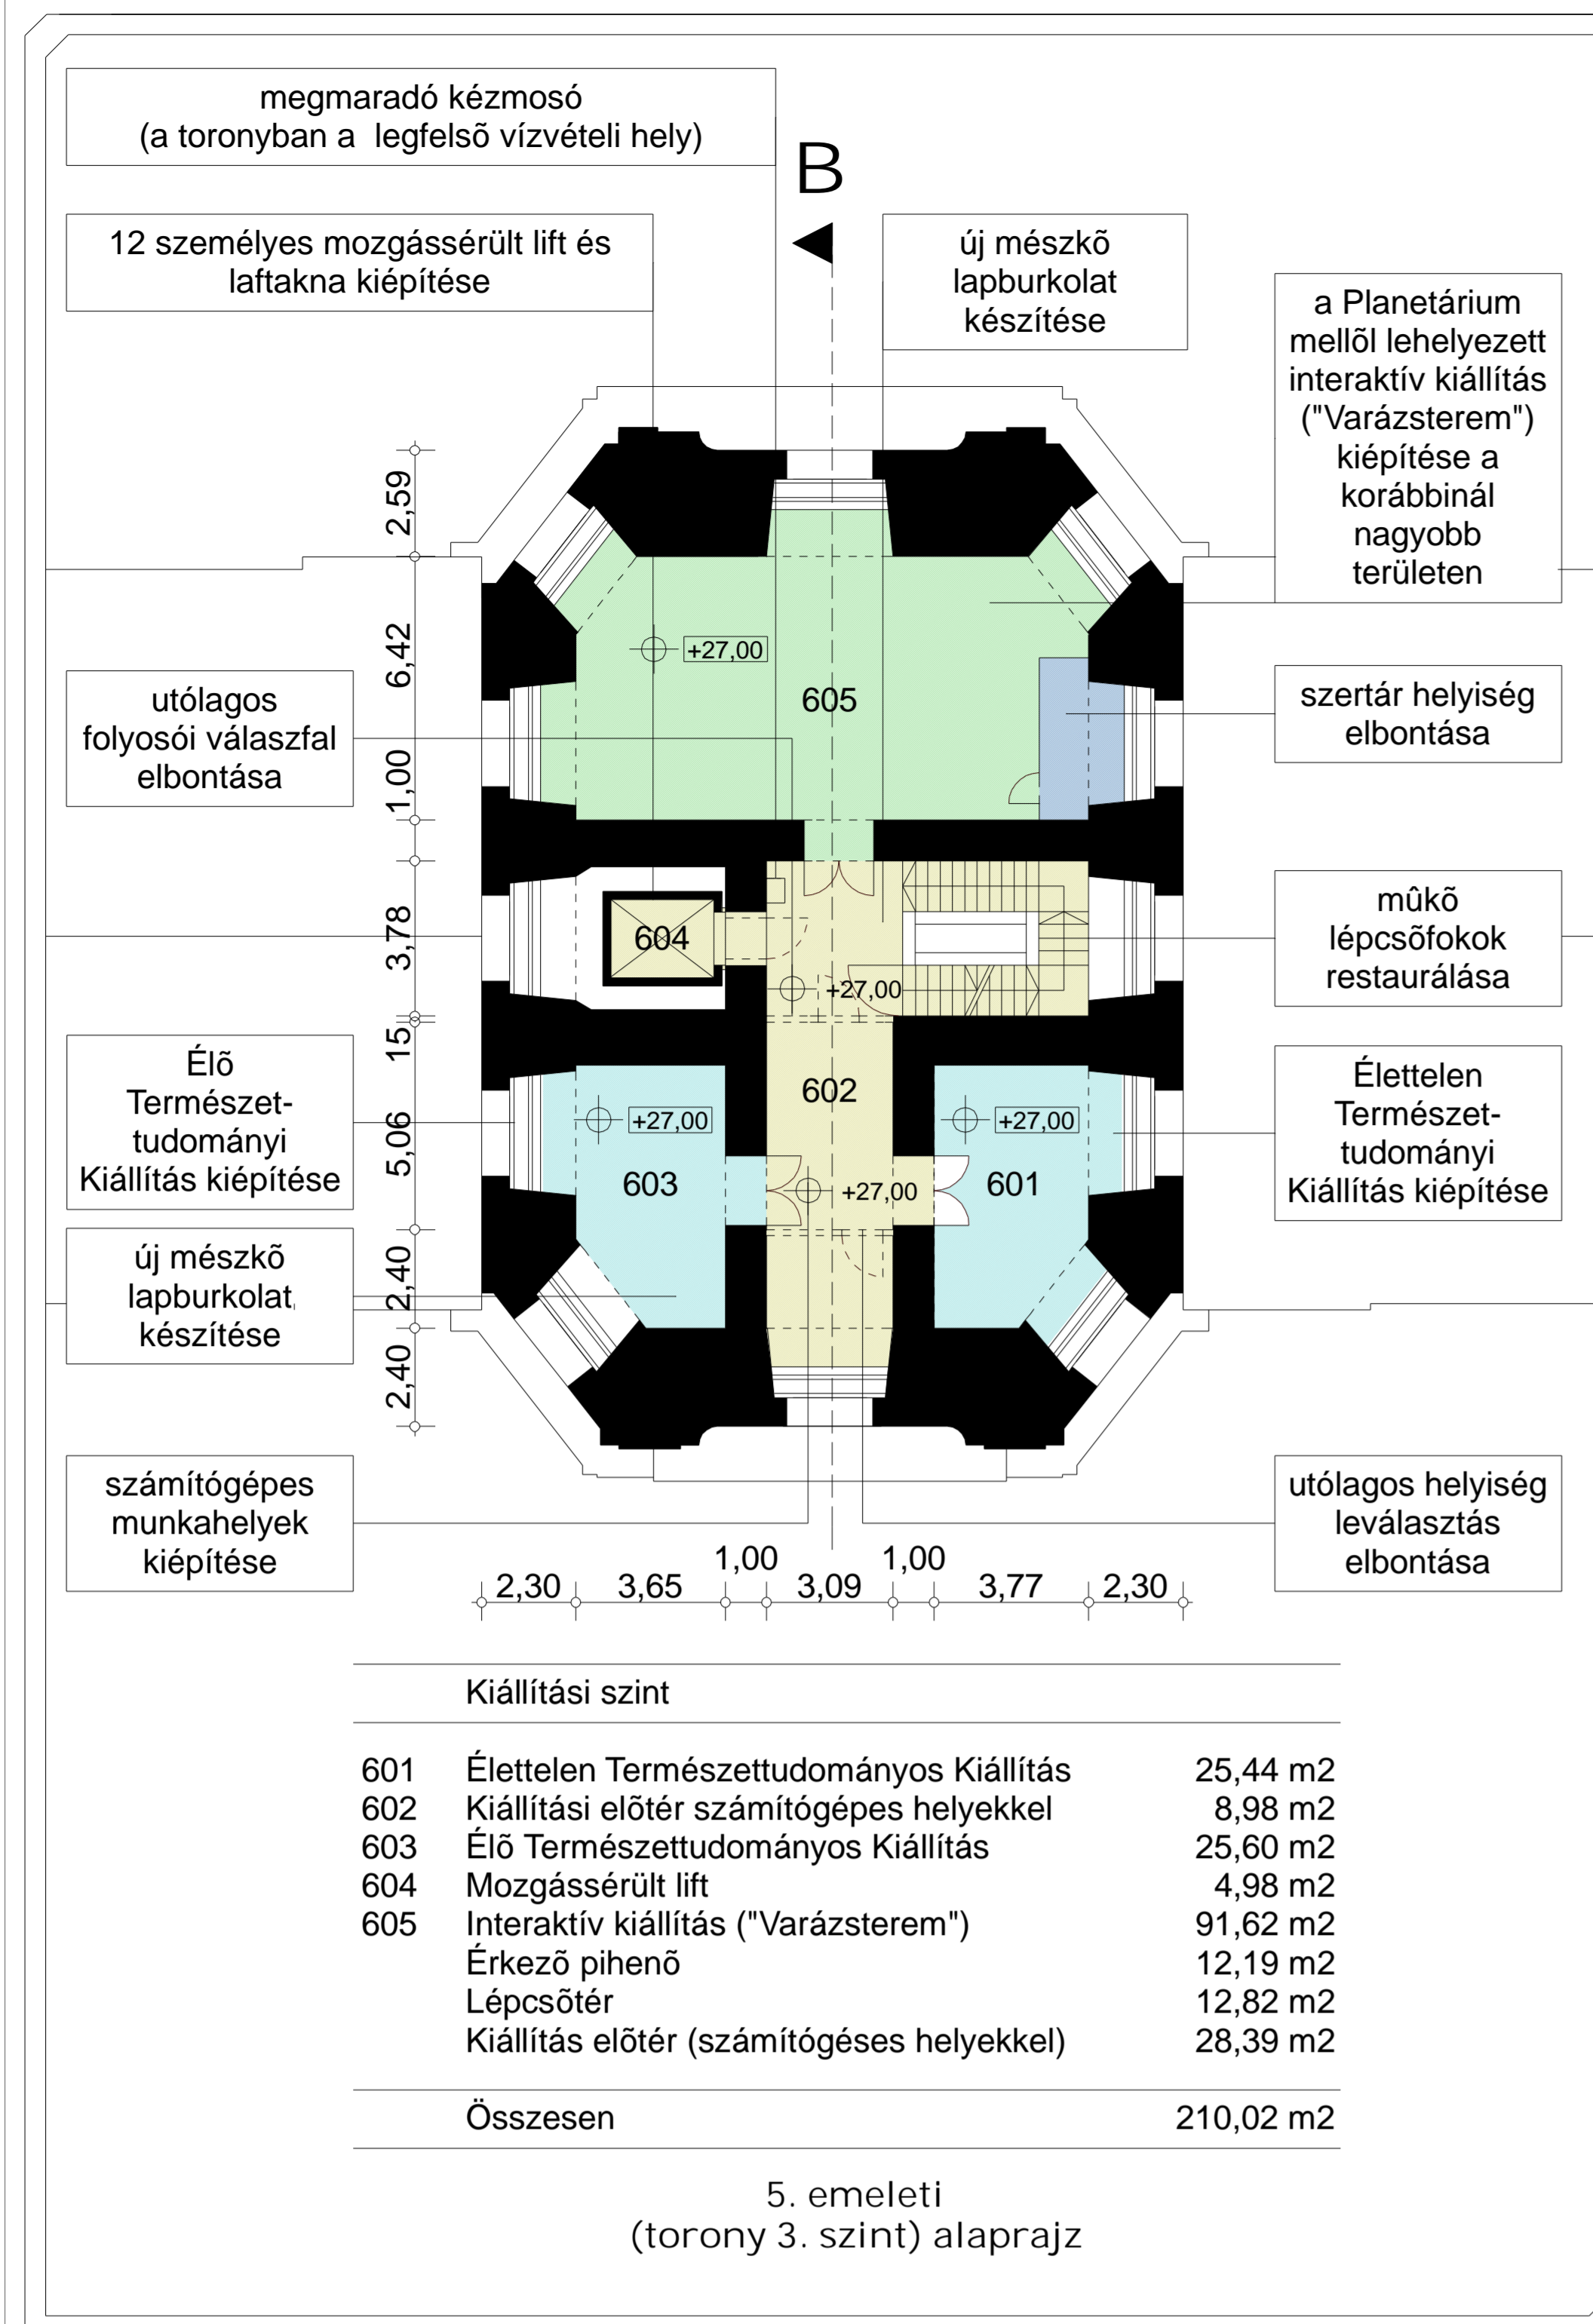 megmaradó kézmosó
(a toronyban a legfelsõ vízvételi hely)
B
12 személyes mozgássérült lift és
laftakna kiépítése
új mészkõ
lapburkolat
készítése
a Planetárium
mellõl lehelyezett
interaktív kiállítás
("Varázsterem")
kiépítése a
korábbinál
nagyobb
területen
2,59
6,42
1,00
3,78
15
5,06
2,40
2,40
+27,00
605
utólagos
folyosói válaszfal
elbontása
szertár helyiség
elbontása
604
+27,00
mûkõ
lépcsõfokok
restaurálása
Élõ
Természet-
tudományi
Kiállítás kiépítése
+27,00
603
602
+27,00
+27,00
601
Élettelen
Természet-
tudományi
Kiállítás kiépítése
új mészkõ
lapburkolat
készítése
számítógépes
munkahelyek
kiépítése
utólagos helyiség
leválasztás
elbontása
2,30 3,65 1,00 3,09 1,00 3,77 2,30
Kiállítási szint
601 Élettelen Természettudományos Kiállítás 25,44 m2
602 Kiállítási elõtér számítógépes helyekkel 8,98 m2
603 Élõ Természettudományos Kiállítás 25,60 m2
604 Mozgássérült lift 4,98 m2
605 Interaktív kiállítás ("Varázsterem") 91,62 m2
Érkezõ pihenõ 12,19 m2
Lépcsõtér 12,82 m2
Kiállítás elõtér (számítógéses helyekkel) 28,39 m2
Összesen 210,02 m2
5. emeleti
(torony 3. szint) alaprajz